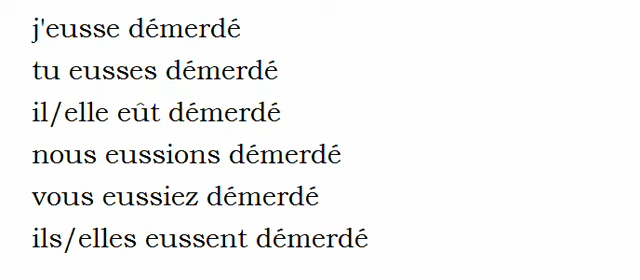 j'eusse démerdé
tu eusses démerdé
il/elle eût démerdé
nous eussions démerdé
vous eussiez démerdé
ils/elles eussent démerdé